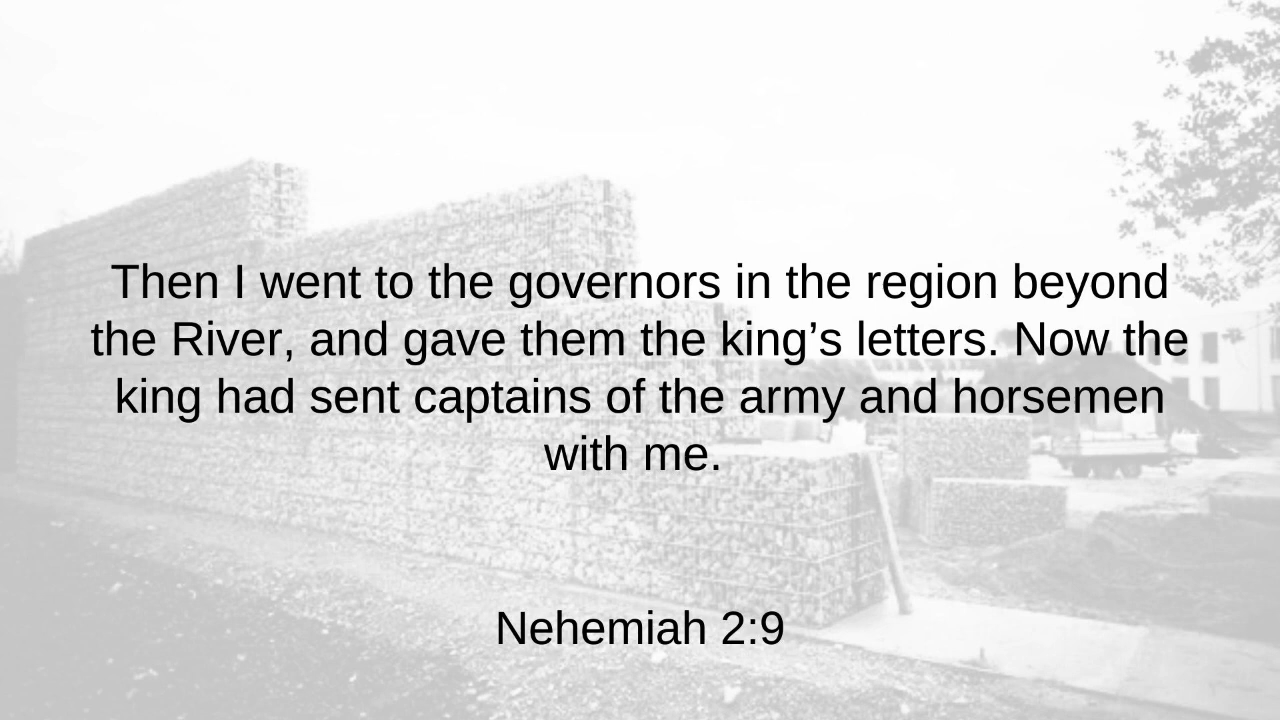 Then I went to the governors in the region beyond
the River, and gave them the king’s letters. Now the
king had sent captains of the army and horsemen
with me.
Nehemiah 2:9